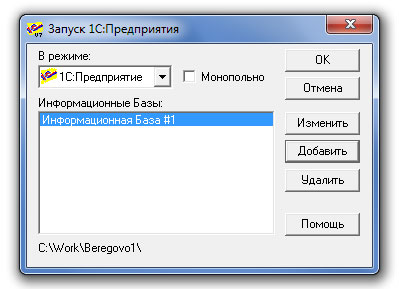 Запуск 1С:Предприятия
В режиме:
1С:Предприятие
Монопольно
Информационные Базы:
Информационная База #1
C:\Work\Beregovo1\
OK
Отмена
Изменить
Добавить
Удалить
Помощь